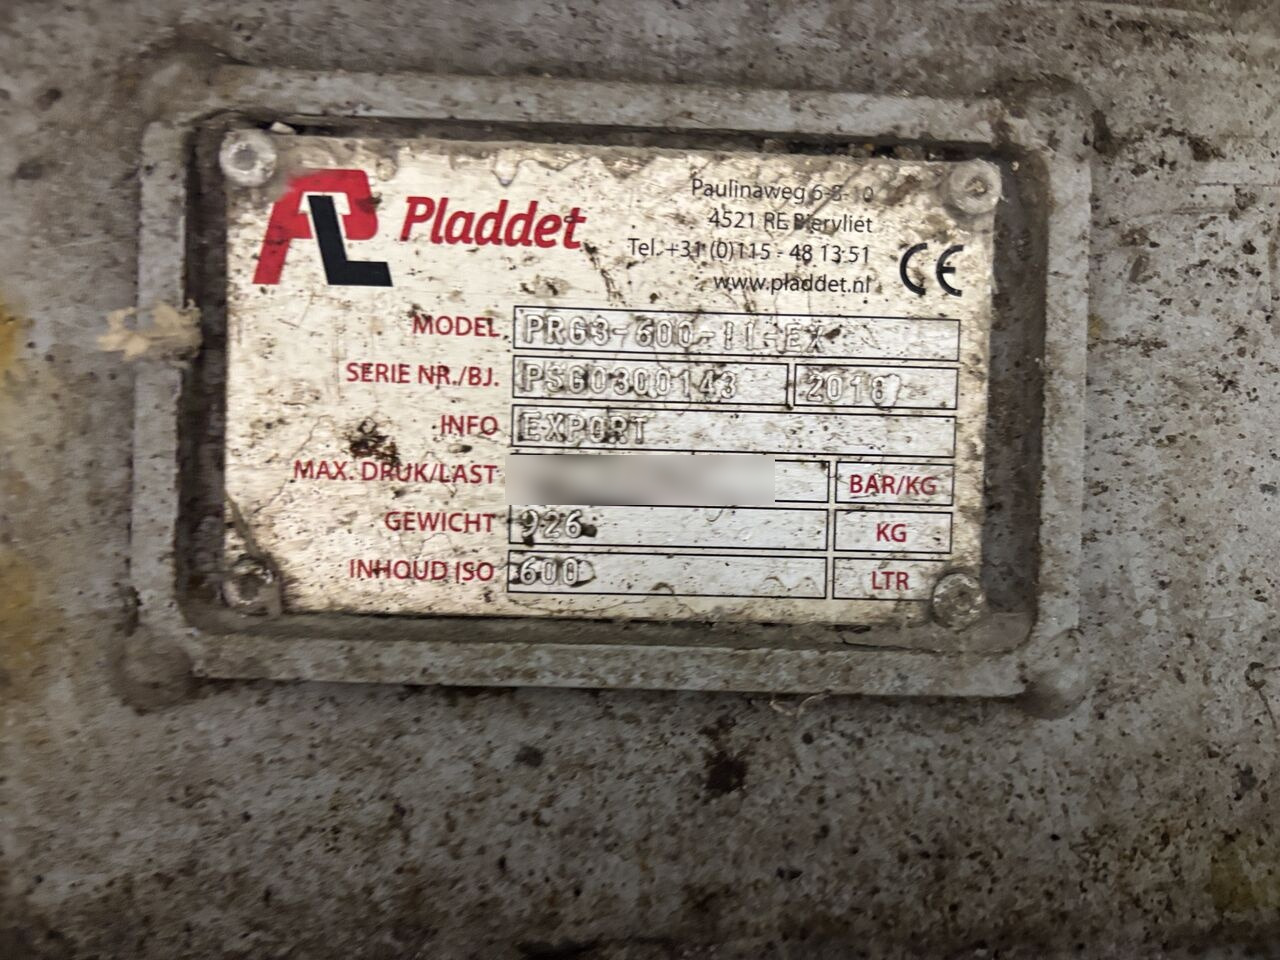 Pladdet
Paulinaweg 6-8-10
4521 RE Biervliet
Tel. +31 (0)115 - 48 13 51
www.pladdet.nl
CE
MODEL PRG3-600-11-EX
SERIE NR./BJ. PSG0300143 2018
INFO EXPORT
MAX. DRUK/LAST BAR/KG
GEWICHT 926 KG
INHOUD ISO 600 LTR